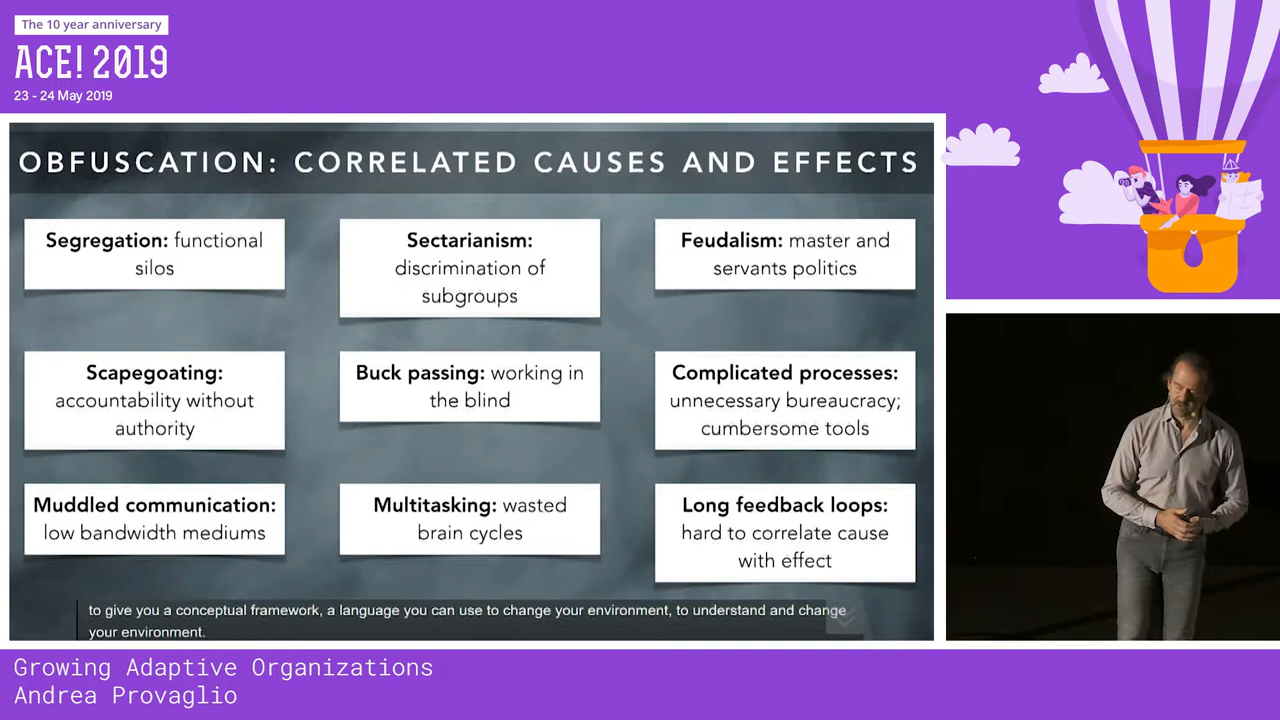 The 10 year anniversary
ACE! 2019
23 - 24 May 2019
OBFUSCATION: CORRELATED CAUSES AND EFFECTS
Segregation: functional
silos
Sectarianism:
discrimination of
subgroups
Feudalism: master and
servants politics
Scapegoating:
accountability without
authority
Buck passing: working in
the blind
Complicated processes:
unnecessary bureaucracy;
cumbersome tools
Muddled communication:
low bandwidth mediums
Multitasking: wasted
brain cycles
Long feedback loops:
hard to correlate cause
with effect
to give you a conceptual framework, a language you can use to change your environment, to understand and change
your environment.
Growing Adaptive Organizations
Andrea Provaglio